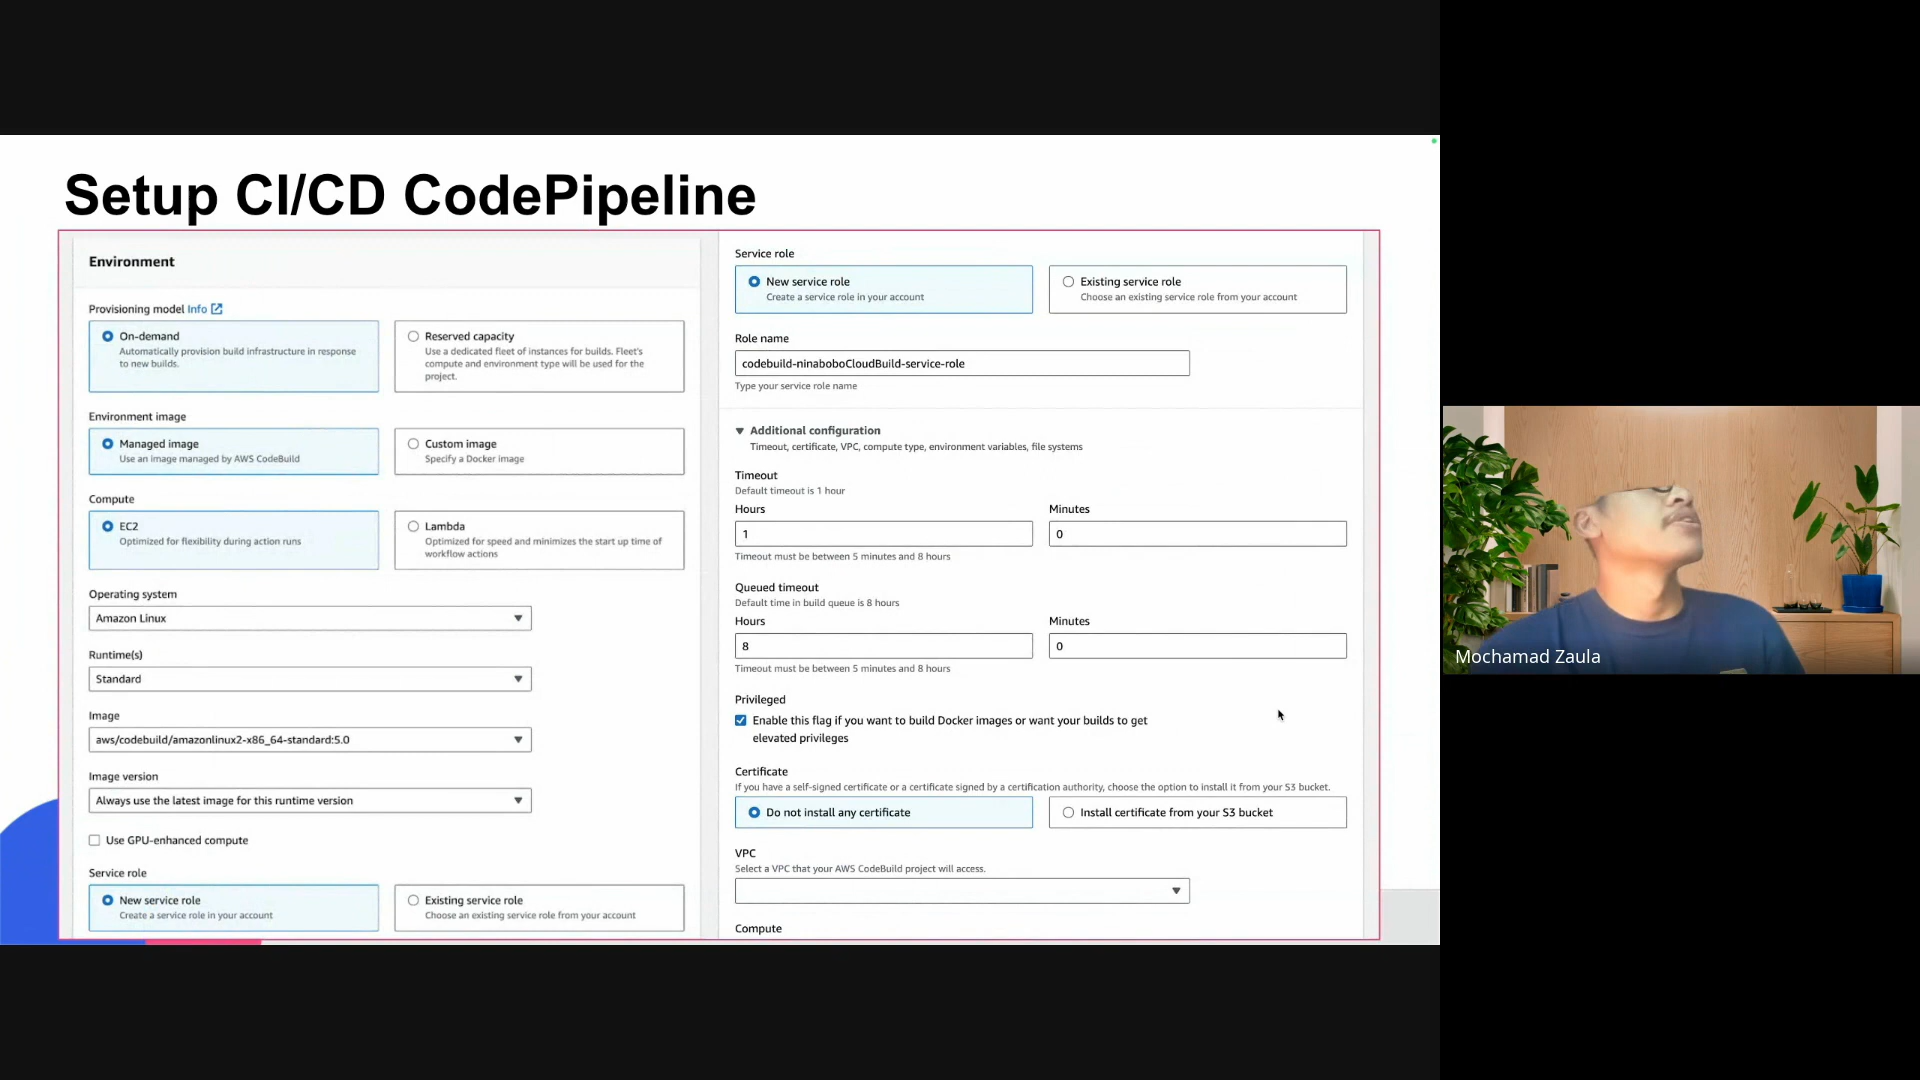 Setup CI/CD CodePipeline
Environment
Provisioning model Info
On-demand
Automatically provision build infrastructure in response
to new builds.
Reserved capacity
Use a dedicated fleet of instances for builds. Fleet's
compute and environment type will be used for the
project.
Environment image
Managed image
Use an image managed by AWS CodeBuild
Custom image
Specify a Docker image
Compute
EC2
Optimized for flexibility during action runs
Lambda
Optimized for speed and minimizes the start up time of
workflow actions
Operating system
Amazon Linux
Runtime(s)
Standard
Image
aws/codebuild/amazonlinux2-x86_64-standard:5.0
Image version
Always use the latest image for this runtime version
Use GPU-enhanced compute
Service role
New service role
Create a service role in your account
Existing service role
Choose an existing service role from your account
Service role
New service role
Create a service role in your account
Existing service role
Choose an existing service role from your account
Role name
codebuild-ninaboboCloudBuild-service-role
Type your service role name
Additional configuration
Timeout, certificate, VPC, compute type, environment variables, file systems
Timeout
Default timeout is 1 hour
Hours
Minutes
1
0
Timeout must be between 5 minutes and 8 hours
Queued timeout
Default time in build queue is 8 hours
Hours
Minutes
8
0
Timeout must be between 5 minutes and 8 hours
Privileged
Enable this flag if you want to build Docker images or want your builds to get
elevated privileges
Certificate
If you have a self-signed certificate or a certificate signed by a certification authority, choose the option to install it from your S3 bucket.
Do not install any certificate
Install certificate from your S3 bucket
VPC
Select a VPC that your AWS CodeBuild project will access.
Compute
Mochamad Zaula